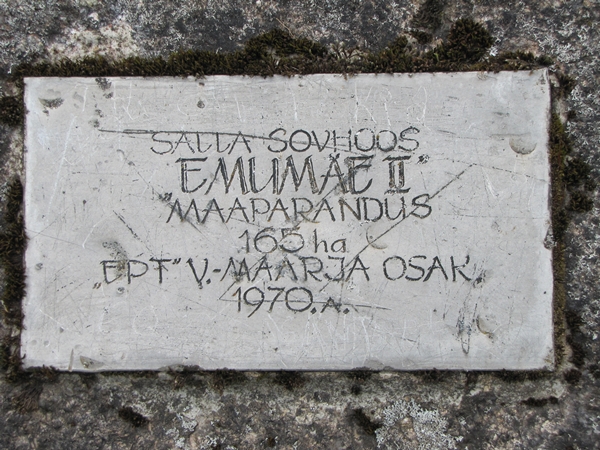 SALLA SOVHOOS
"EMUMÄE II"
MAAPARANDUS
165 ha
„EPT" V.-MAARJA OSAK.
1970.A.